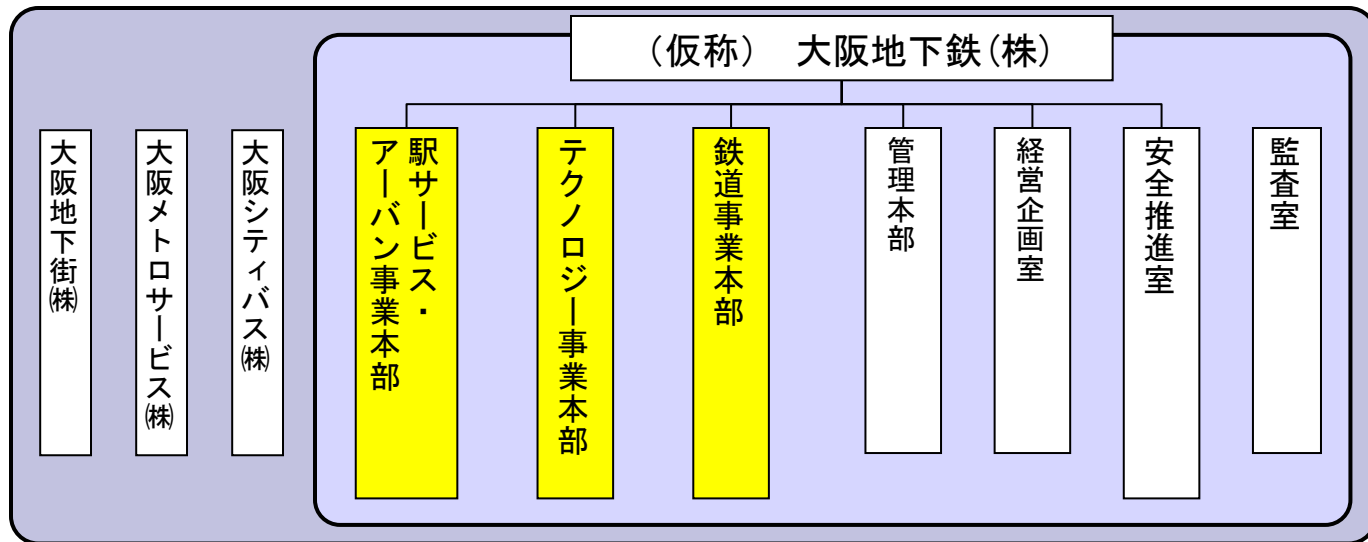 （仮称）　大阪地下鉄（株）
大阪地下街㈱
大阪メトロサービス㈱
大阪シティバス㈱
駅サービス・
アーバン事業本部
テクノロジー事業本部
鉄道事業本部
管理本部
経営企画室
安全推進室
監査室